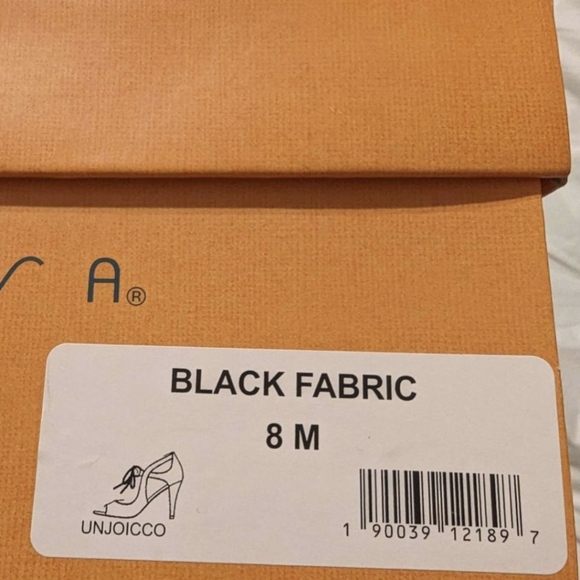 A®
BLACK FABRIC
8 M
UNJOICCO
1 90039 12189 7